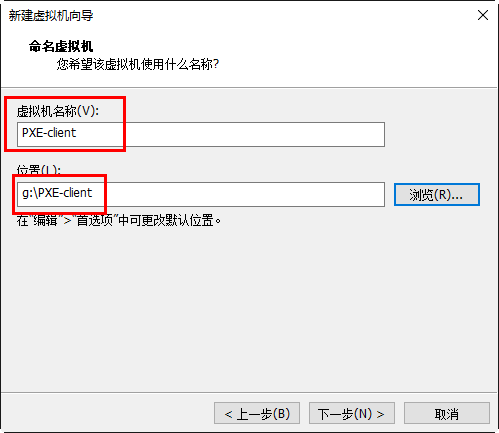 新建虚拟机向导
命名虚拟机
您希望该虚拟机使用什么名称?
虚拟机名称(V):
PXE-client
位置(L):
g:\PXE-client
浏览(R)...
在"编辑">"首选项"中可更改默认位置。
< 上一步(B)
下一步(N) >
取消